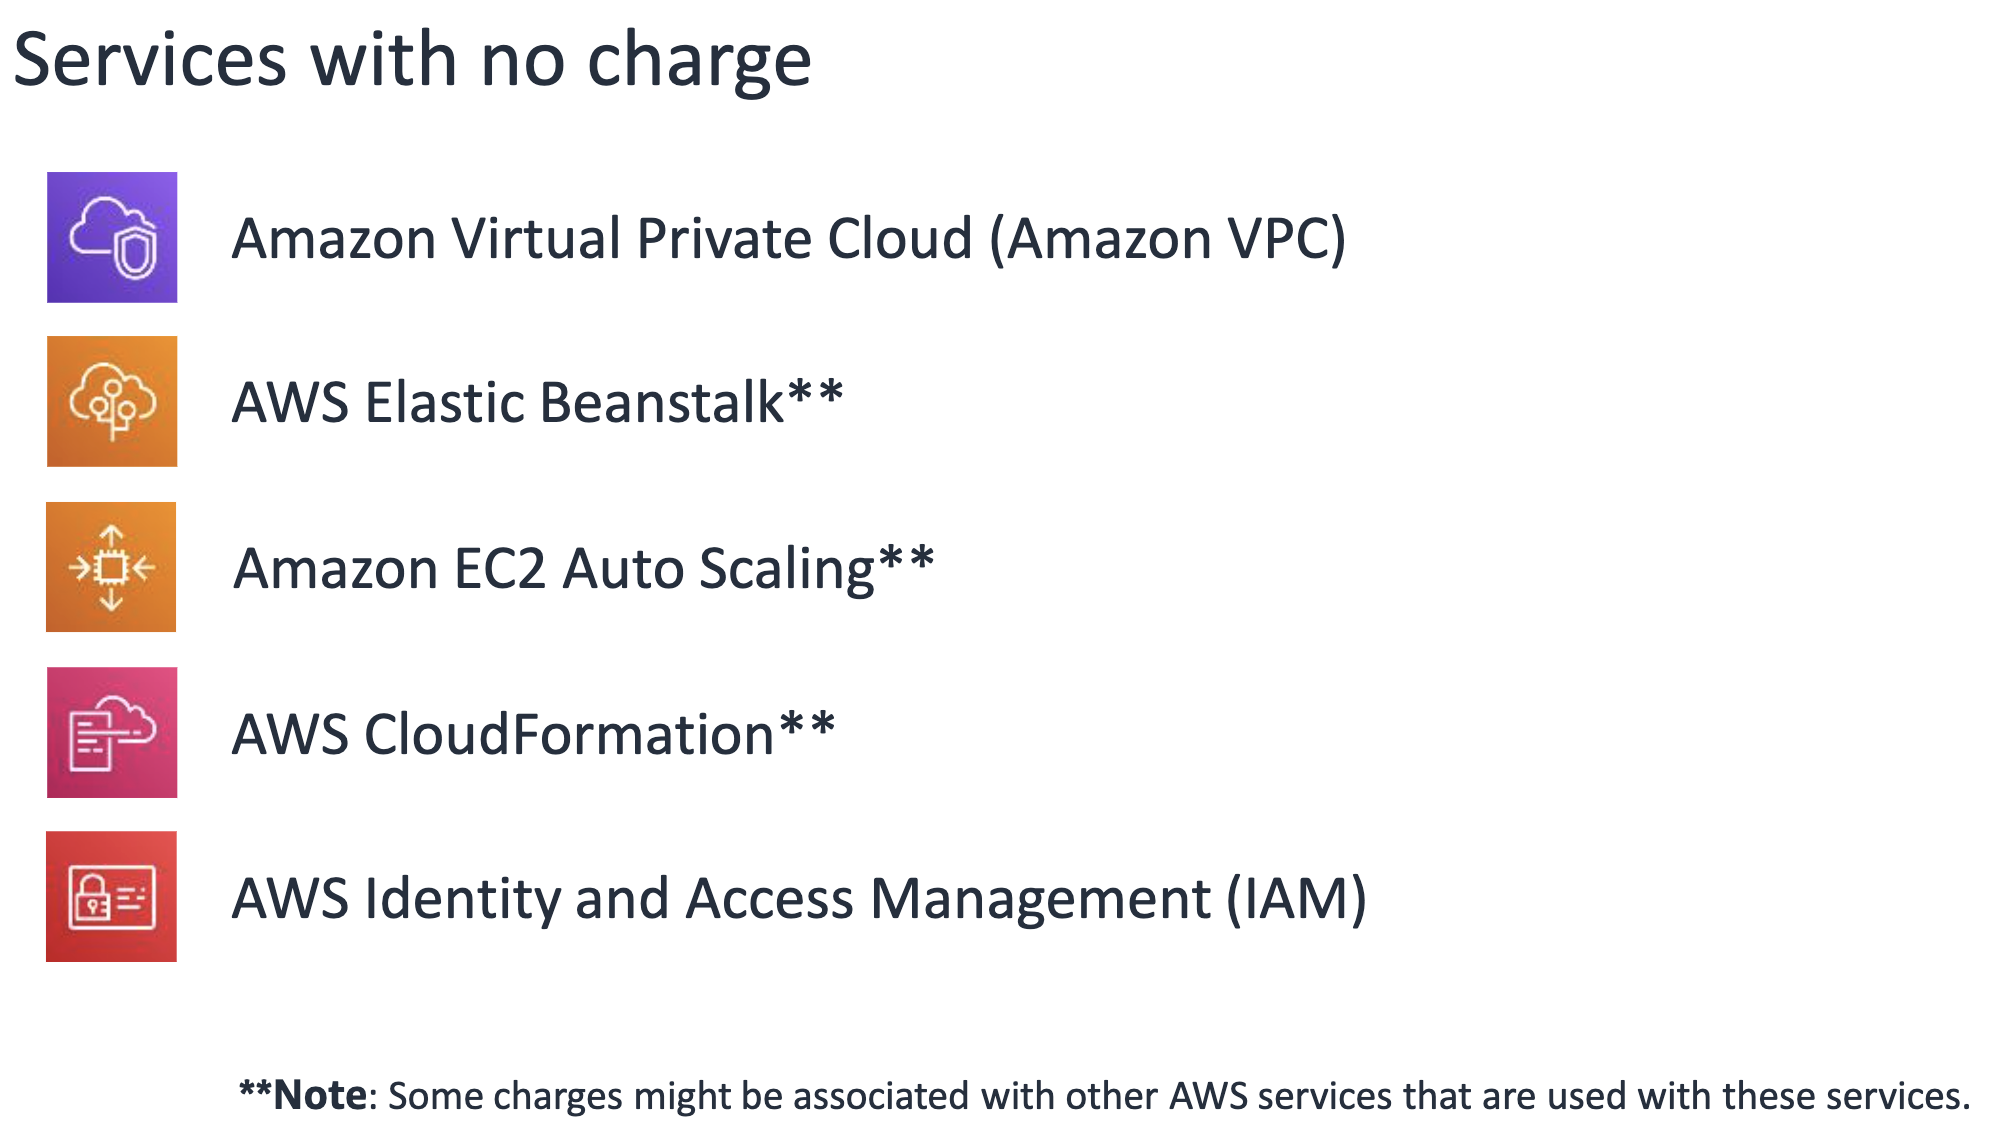 Services with no charge
Amazon Virtual Private Cloud (Amazon VPC)
AWS Elastic Beanstalk**
Amazon EC2 Auto Scaling**
AWS CloudFormation**
AWS Identity and Access Management (IAM)
**Note: Some charges might be associated with other AWS services that are used with these services.